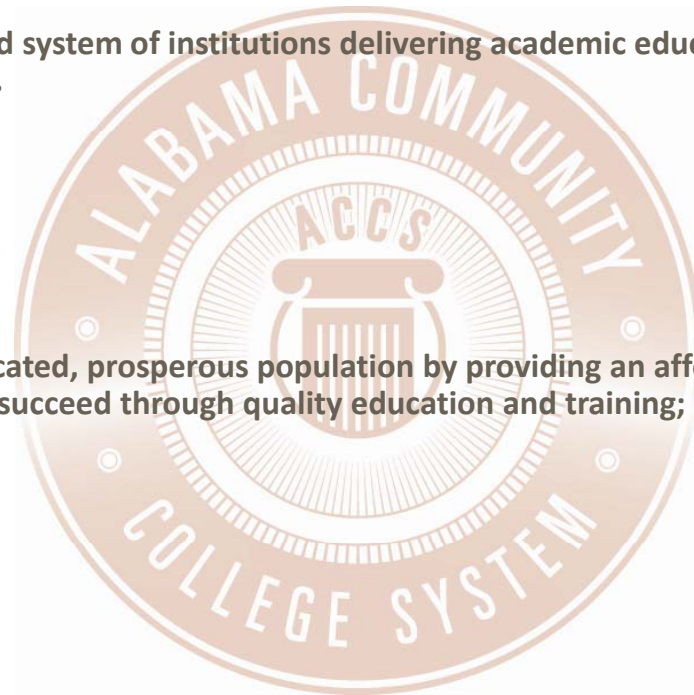 d system of institutions delivering academic educ
.
ALABAMA COMMUNITY
ACCS
cated, prosperous population by providing an aff
succeed through quality education and training;
COLLEGE SYSTEM